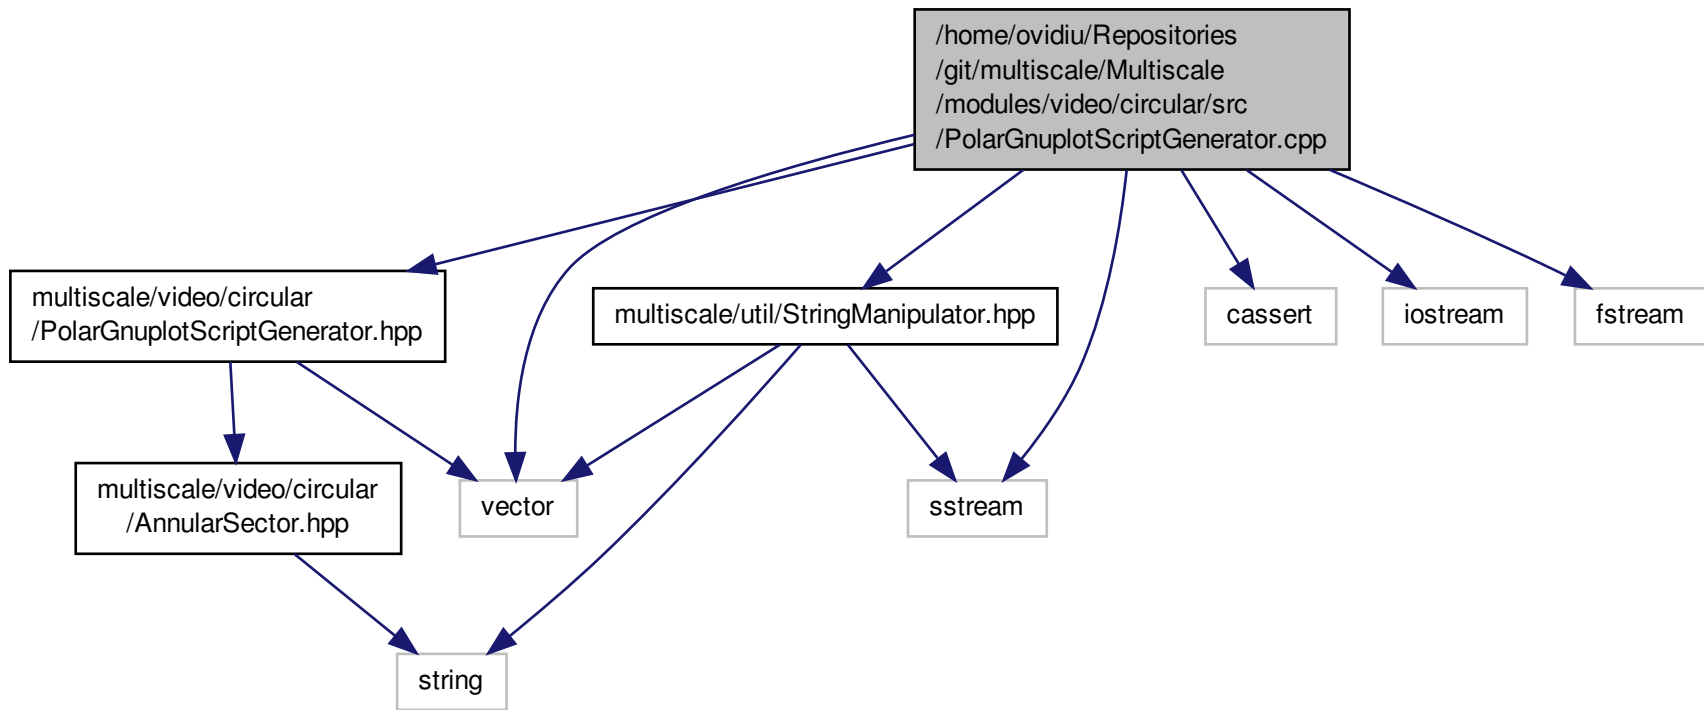 /home/ovidiu/Repositories
/git/multiscale/Multiscale
/modules/video/circular/src
/PolarGnuplotScriptGenerator.cpp
multiscale/video/circular
/PolarGnuplotScriptGenerator.hpp
multiscale/util/StringManipulator.hpp
cassert
iostream
fstream
multiscale/video/circular
/AnnularSector.hpp
vector
sstream
string